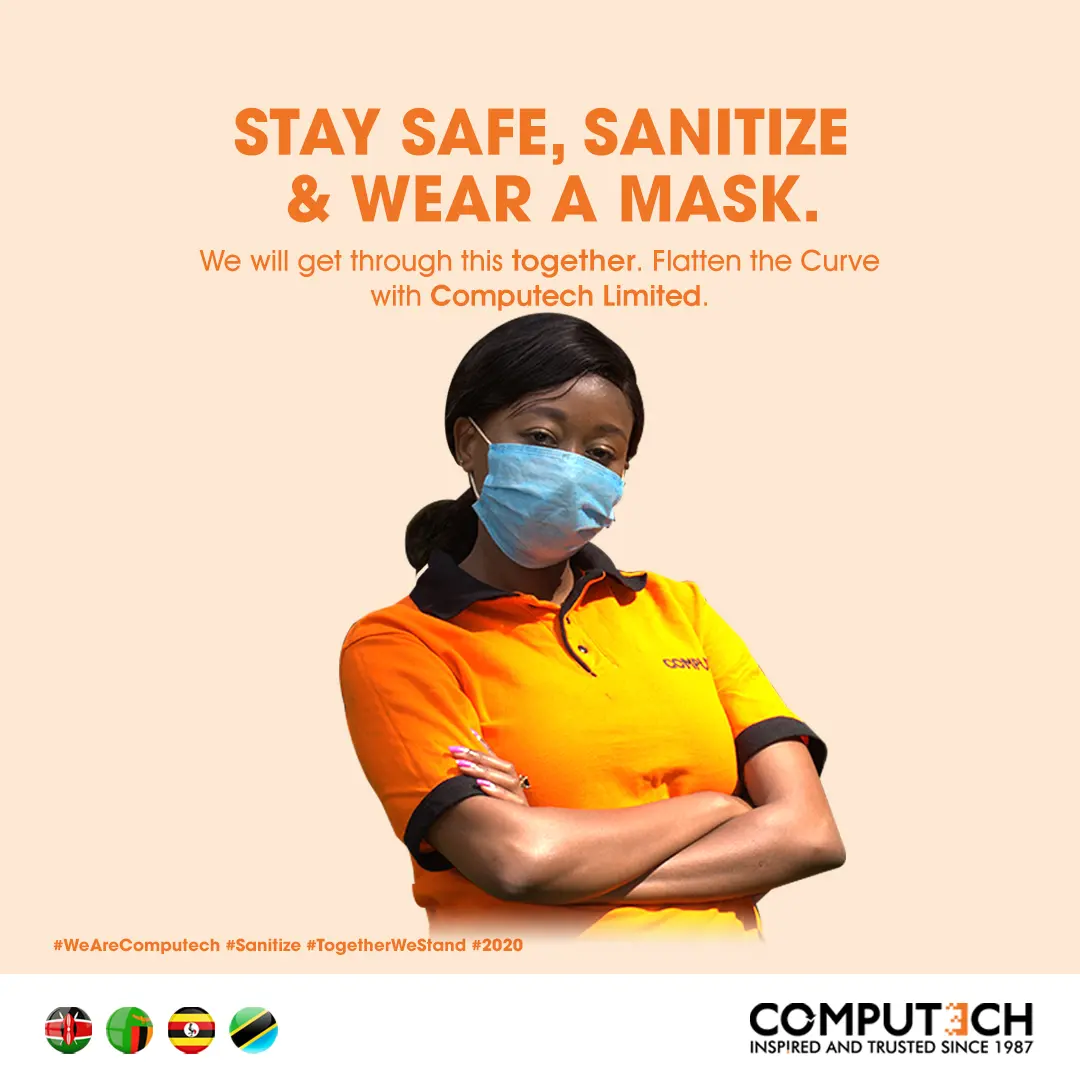 STAY SAFE, SANITIZE
& WEAR A MASK.
We will get through this together. Flatten the Curve
with Computech Limited.
COMPU
#WeAreComputech #Sanitize #TogetherWeStand #2020
COMPUTECH
INSPIRED AND TRUSTED SINCE 1987